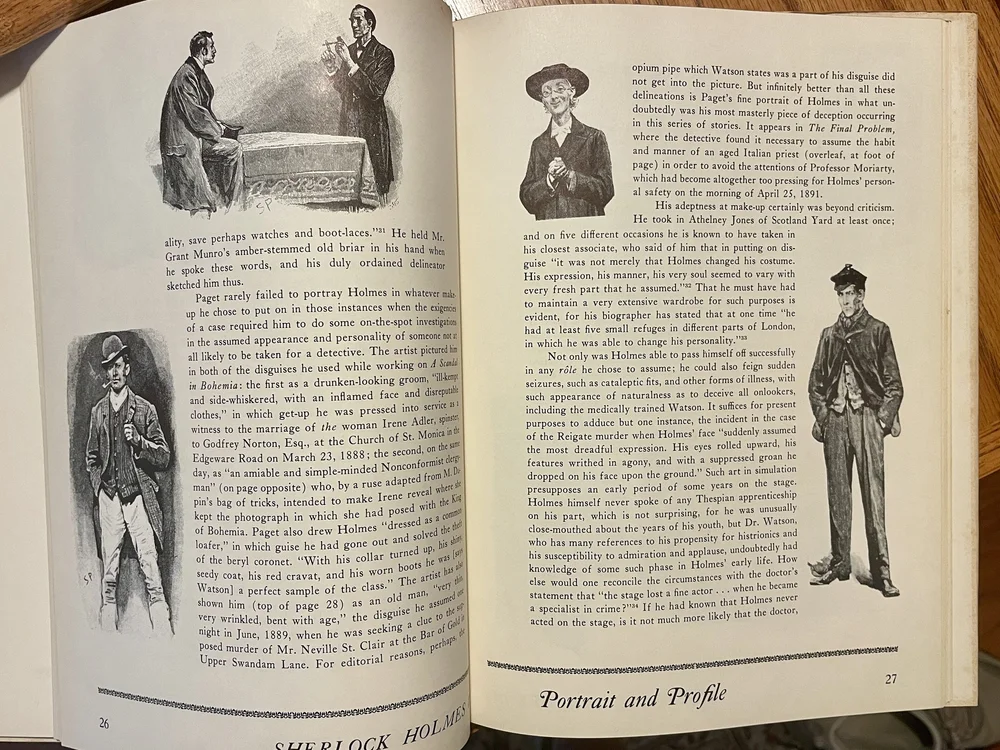 SP
ality, save perhaps watches and boot-laces."31 He held Mr.
Grant Munro's amber-stemmed old briar in his hand when
he spoke these words, and his duly ordained delineator
sketched him thus.
Paget rarely failed to portray Holmes in whatever make-
up he chose to put on in those instances when the exigencies
of a case required him to do some on-the-spot investigations
in the assumed appearance and personality of someone not at
all likely to be taken for a detective. The artist pictured him
in both of the disguises he used while working on A Scandal
in Bohemia: the first as a drunken-looking groom, "ill-kempt
and side-whiskered, with an inflamed face and disreputable
clothes," in which get-up he was pressed into service as a
witness to the marriage of the woman Irene Adler, spinster,
to Godfrey Norton, Esq., at the Church of St. Monica in the
Edgeware Road on March 23, 1888; the second, on the same
day, as "an amiable and simple-minded Nonconformist clergy-
man" (on page opposite) who, by a ruse adapted from M. Du-
pin's bag of tricks, intended to make Irene reveal where she
kept the photograph in which she had posed with the King
of Bohemia. Paget also drew Holmes "dressed as a common
loafer," in which guise he had gone out and solved the theft
of the beryl coronet. "With his collar turned up, his shiny,
seedy coat, his red cravat, and his worn boots he was [says
Watson] a perfect sample of the class." The artist has also
shown him (top of page 28) as an old man, "very thin,
very wrinkled, bent with age," the disguise he assumed one
night in June, 1889, when he was seeking a clue to the sup-
posed murder of Mr. Neville St. Clair at the Bar of Gold in
Upper Swandam Lane. For editorial reasons, perhaps, the
SP
26
SHERLOCK HOLMES
opium pipe which Watson states was a part of his disguise did
not get into the picture. But infinitely better than all these
delineations is Paget's fine portrait of Holmes in what un-
doubtedly was his most masterly piece of deception occurring
in this series of stories. It appears in The Final Problem,
where the detective found it necessary to assume the habit
and manner of an aged Italian priest (overleaf, at foot of
page) in order to avoid the attentions of Professor Moriarty,
which had become altogether too pressing for Holmes' person-
al safety on the morning of April 25, 1891.
His adeptness at make-up certainly was beyond criticism.
He took in Athelney Jones of Scotland Yard at least once;
and on five different occasions he is known to have taken in
his closest associate, who said of him that in putting on dis-
guise "it was not merely that Holmes changed his costume.
His expression, his manner, his very soul seemed to vary with
every fresh part that he assumed."32 That he must have had
to maintain a very extensive wardrobe for such purposes is
evident, for his biographer has stated that at one time "he
had at least five small refuges in different parts of London,
in which he was able to change his personality."33
Not only was Holmes able to pass himself off successfully
in any rôle he chose to assume; he could also feign sudden
seizures, such as cataleptic fits, and other forms of illness, with
such appearance of naturalness as to deceive all onlookers,
including the medically trained Watson. It suffices for present
purposes to adduce but one instance, the incident in the case
of the Reigate murder when Holmes' face "suddenly assumed
the most dreadful expression. His eyes rolled upward, his
features writhed in agony, and with a suppressed groan he
dropped on his face upon the ground." Such art in simulation
presupposes an early period of some years on the stage.
Holmes himself never spoke of any Thespian apprenticeship
on his part, which is not surprising, for he was unusually
close-mouthed about the years of his youth, but Dr. Watson,
who has many references to his propensity for histrionics and
his susceptibility to admiration and applause, undoubtedly had
knowledge of some such phase in Holmes' early life. How
else would one reconcile the circumstances with the doctor's
statement that "the stage lost a fine actor . . . when he became
a specialist in crime?"34 If he had known that Holmes never
acted on the stage, is it not much more likely that the doctor,
Portrait and Profile
27